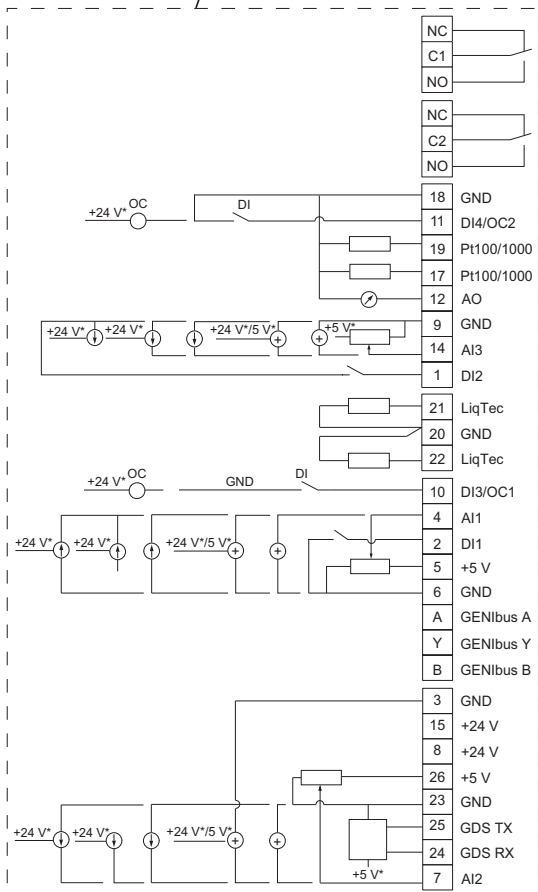 NC
C1
NO
NC
C2
NO
18 GND
+24 V* OC DI 11 DI4/OC2
19 Pt100/1000
17 Pt100/1000
12 AO
9 GND
+24 V* +24 V* +24 V*/5 V* +5 V*
14 AI3
1 DI2
21 LiqTec
20 GND
22 LiqTec
+24 V* OC GND DI 10 DI3/OC1
4 AI1
2 DI1
+24 V* +24 V* +24 V*/5 V*
5 +5 V
6 GND
A GENIbus A
Y GENIbus Y
B GENIbus B
3 GND
15 +24 V
8 +24 V
26 +5 V
23 GND
25 GDS TX
+24 V* +24 V* +24 V*/5 V*
24 GDS RX
+5 V*
7 AI2